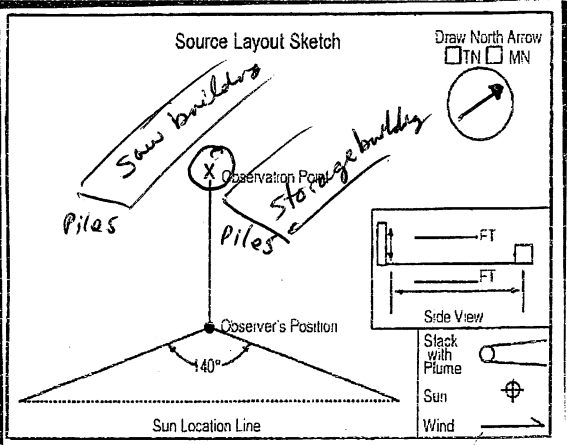 Source Layout Sketch
Draw North Arrow
TN MN
Saw building
X Observation Point
Storage building
Piles
Piles
FT
FT
Side View
Observer's Position
140°
Sun Location Line
Stack
with
Plume
Sun
Wind